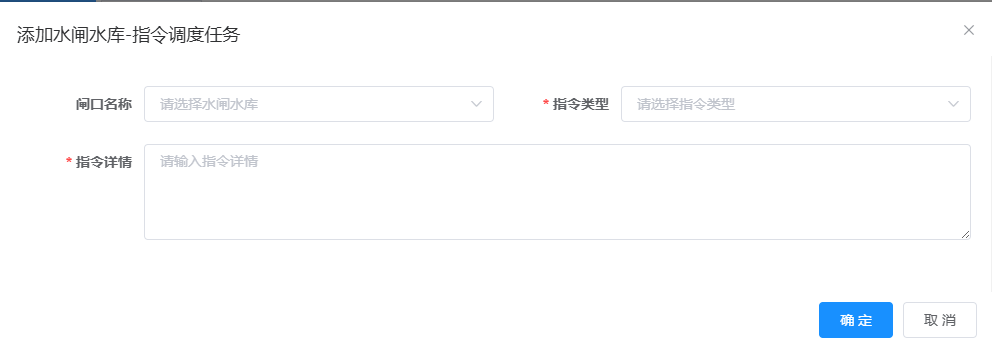 添加水闸水库-指令调度任务
闸口名称 请选择水闸水库 * 指令类型 请选择指令类型
* 指令详情 请输入指令详情
确 定 取 消